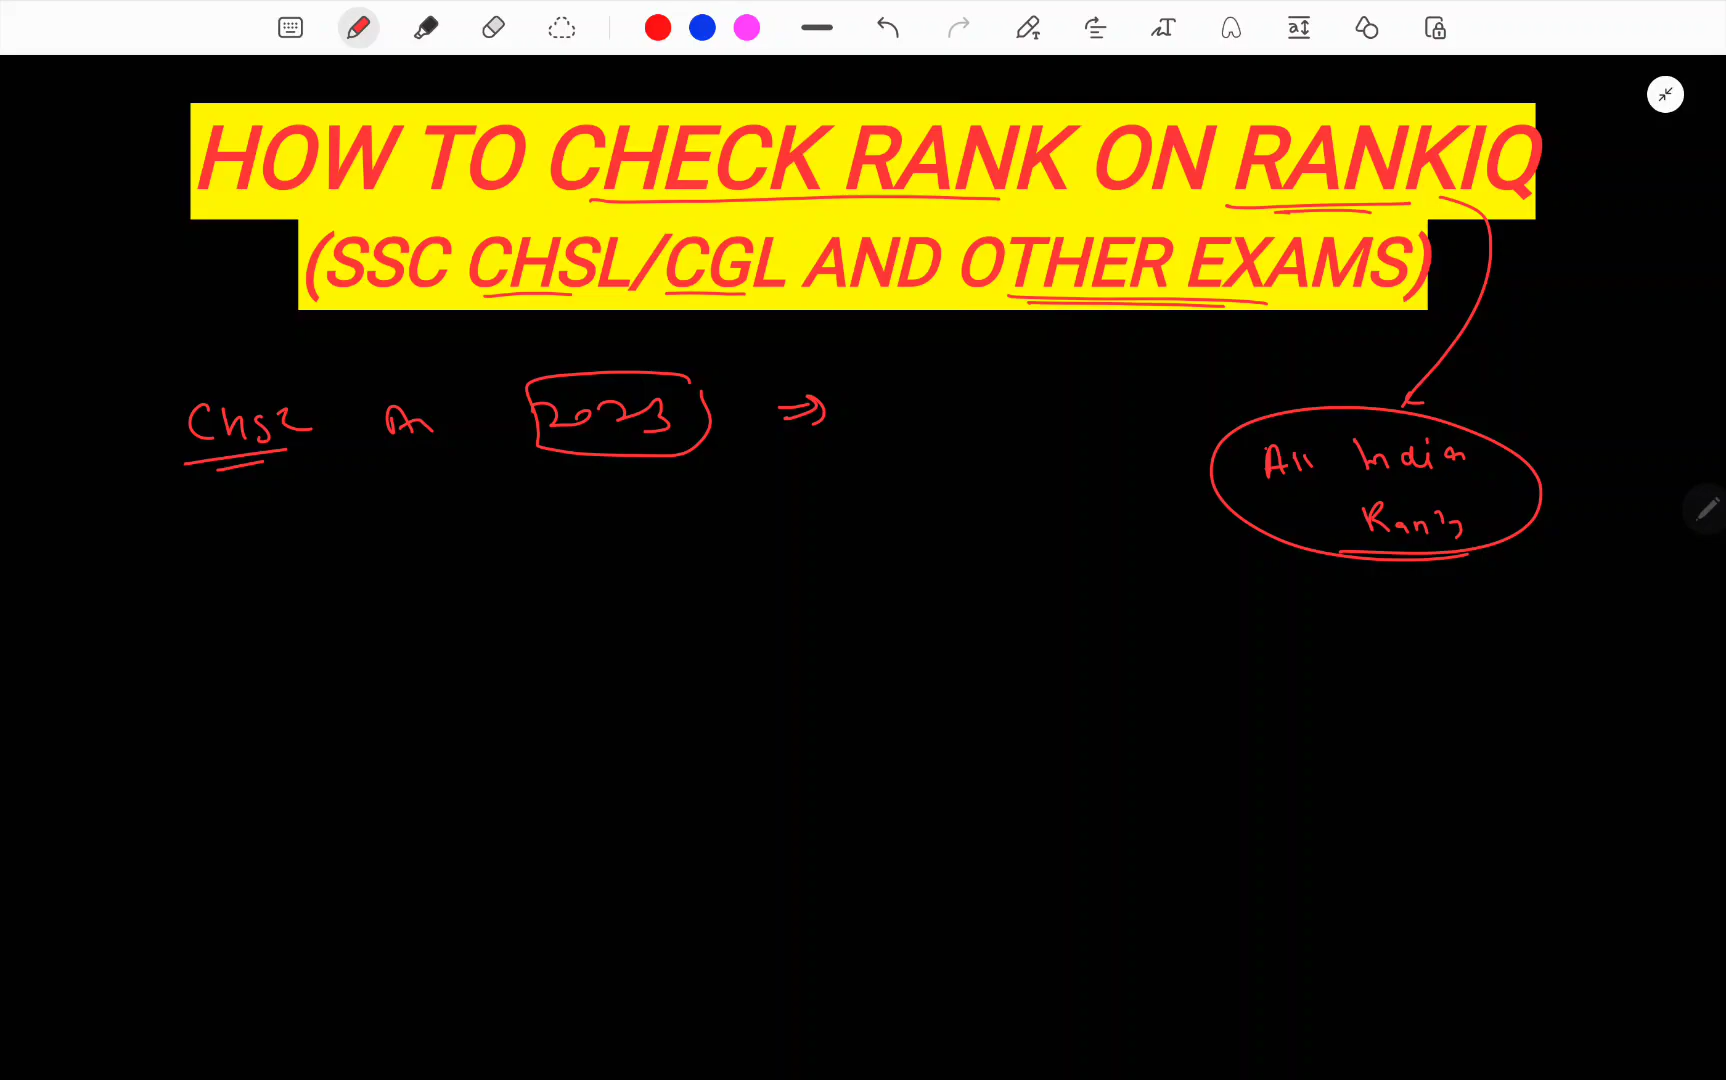 HOW TO CHECK RANK ON RANKIQ
(SSC CHSL/CGL AND OTHER EXAMS)
Chsl 2023 ⇒
All India
Rank